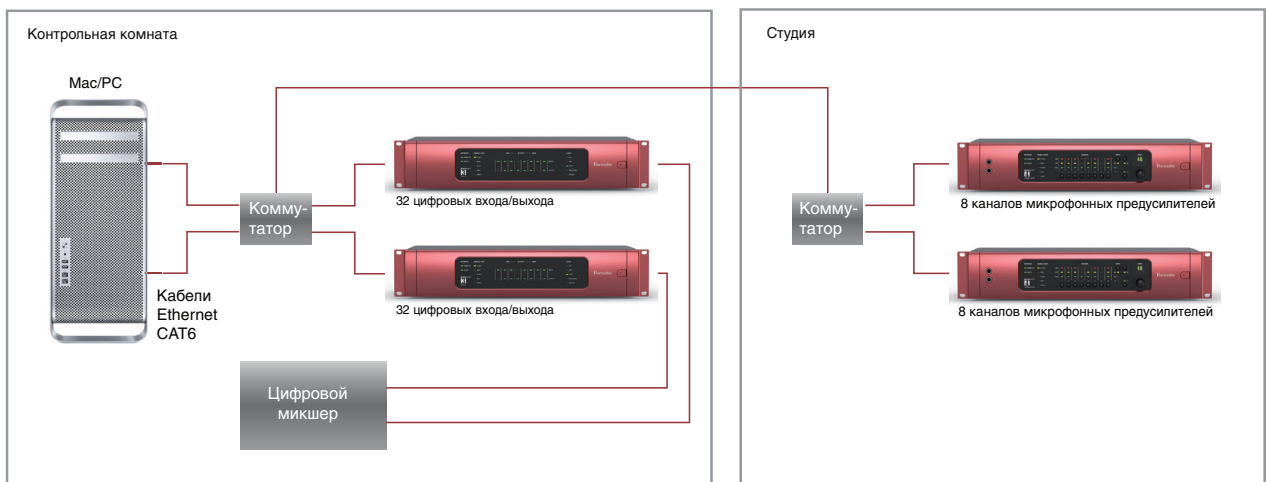 Контрольная комната
Mac/PC
Комму-
татор
Кабели
Ethernet
CAT6
32 цифровых входа/выхода
32 цифровых входа/выхода
Цифровой
микшер
Студия
Комму-
татор
8 каналов микрофонных предусилителей
8 каналов микрофонных предусилителей